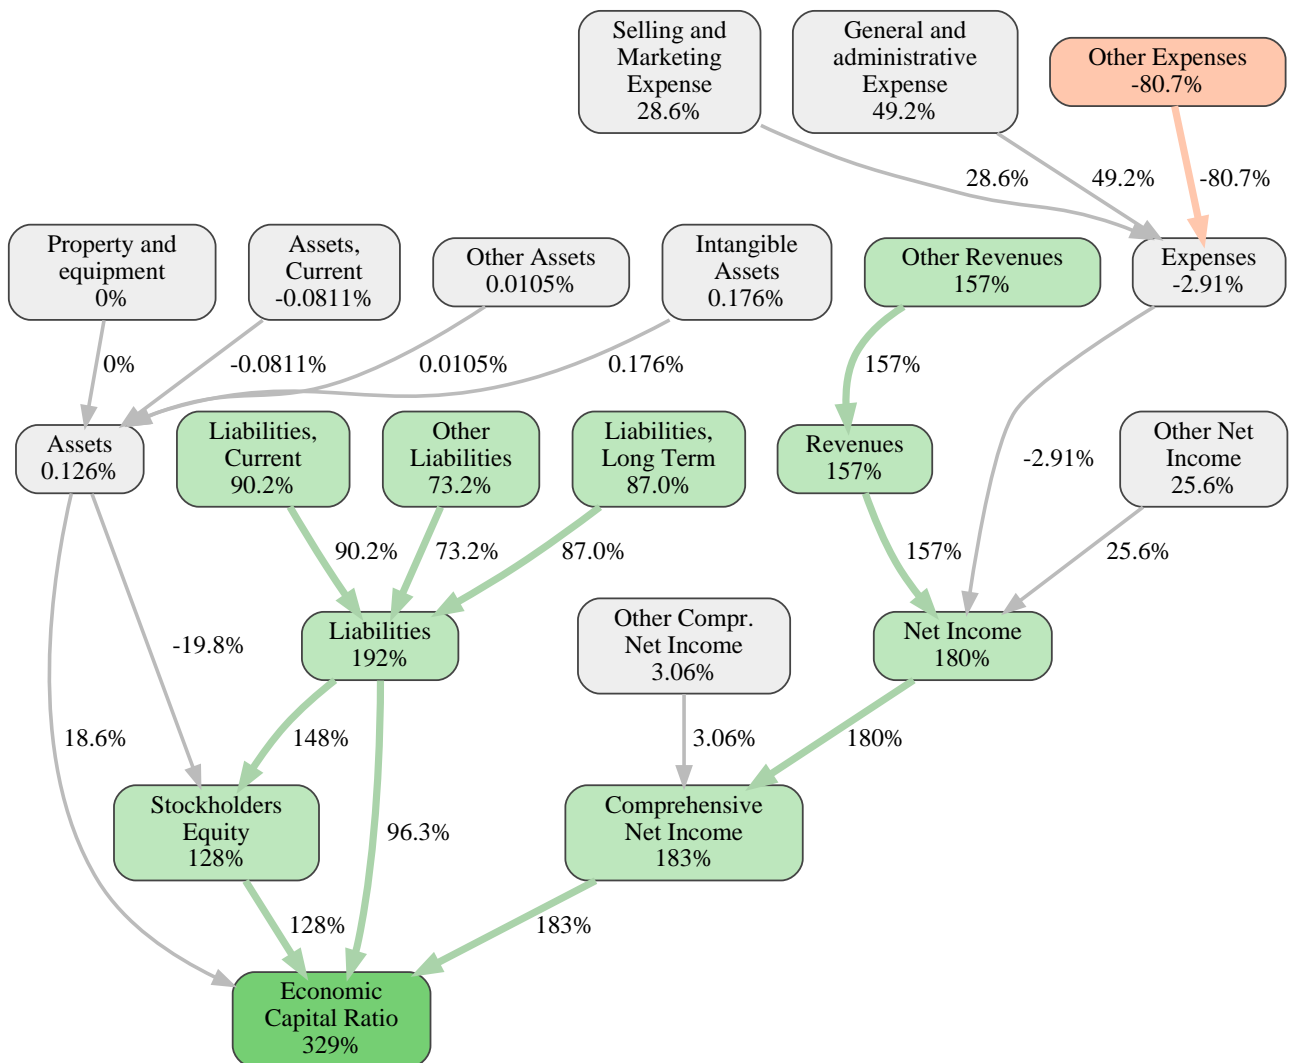 Selling and
Marketing
Expense
28.6%
General and
administrative
Expense
49.2%
Other Expenses
-80.7%
28.6%
49.2%
-80.7%
Property and
equipment
0%
Assets,
Current
-0.0811%
Other Assets
0.0105%
Intangible
Assets
0.176%
Other Revenues
157%
Expenses
-2.91%
0%
-0.0811%
0.0105%
0.176%
157%
Assets
0.126%
Liabilities,
Current
90.2%
Other
Liabilities
73.2%
Liabilities,
Long Term
87.0%
Revenues
157%
-2.91%
Other Net
Income
25.6%
90.2%
73.2%
87.0%
157%
25.6%
-19.8%
Liabilities
192%
Other Compr.
Net Income
3.06%
Net Income
180%
18.6%
148%
3.06%
180%
Stockholders
Equity
128%
96.3%
Comprehensive
Net Income
183%
128%
183%
Economic
Capital Ratio
329%